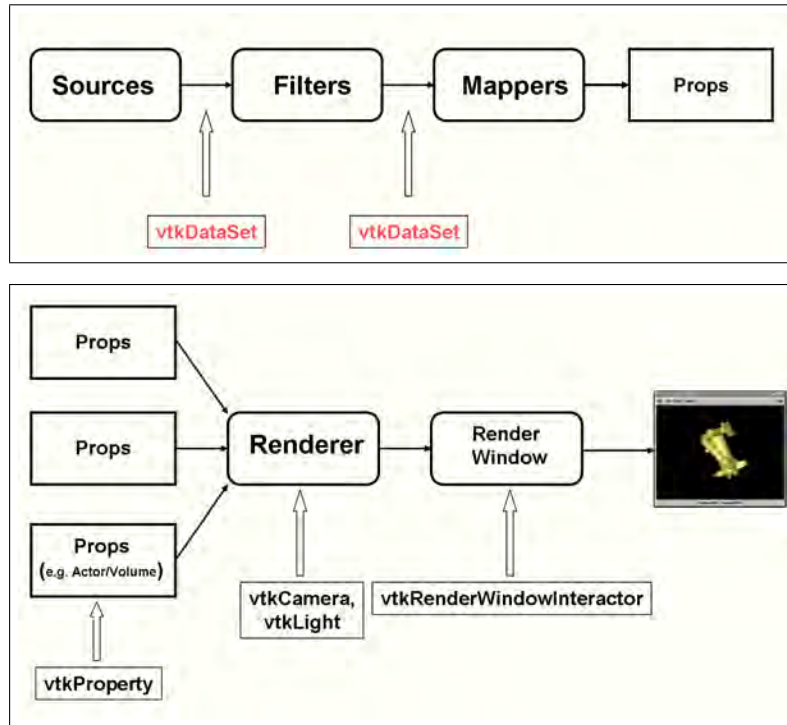 Sources
Filters
Mappers
Props
vtkDataSet
vtkDataSet
Props
Props
Props
(e.g. Actor/Volume)
Renderer
Render
Window
vtkCamera,
vtkLight
vtkRenderWindowInteractor
vtkProperty